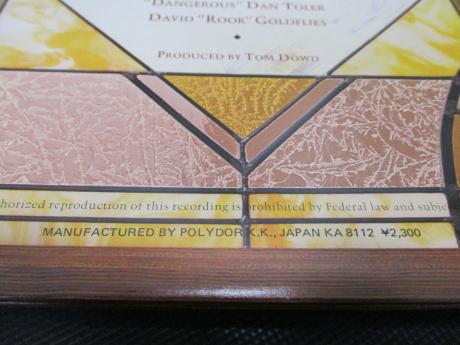 "DANGEROUS" DAN TOLER
DAVID "ROOK" GOLDFLIES
PRODUCED BY TOM DOWD
horized reproduction of this recording is prohibited by Federal law and subje
MANUFACTURED BY POLYDOR K.K., JAPAN KA 8112 ¥2,300